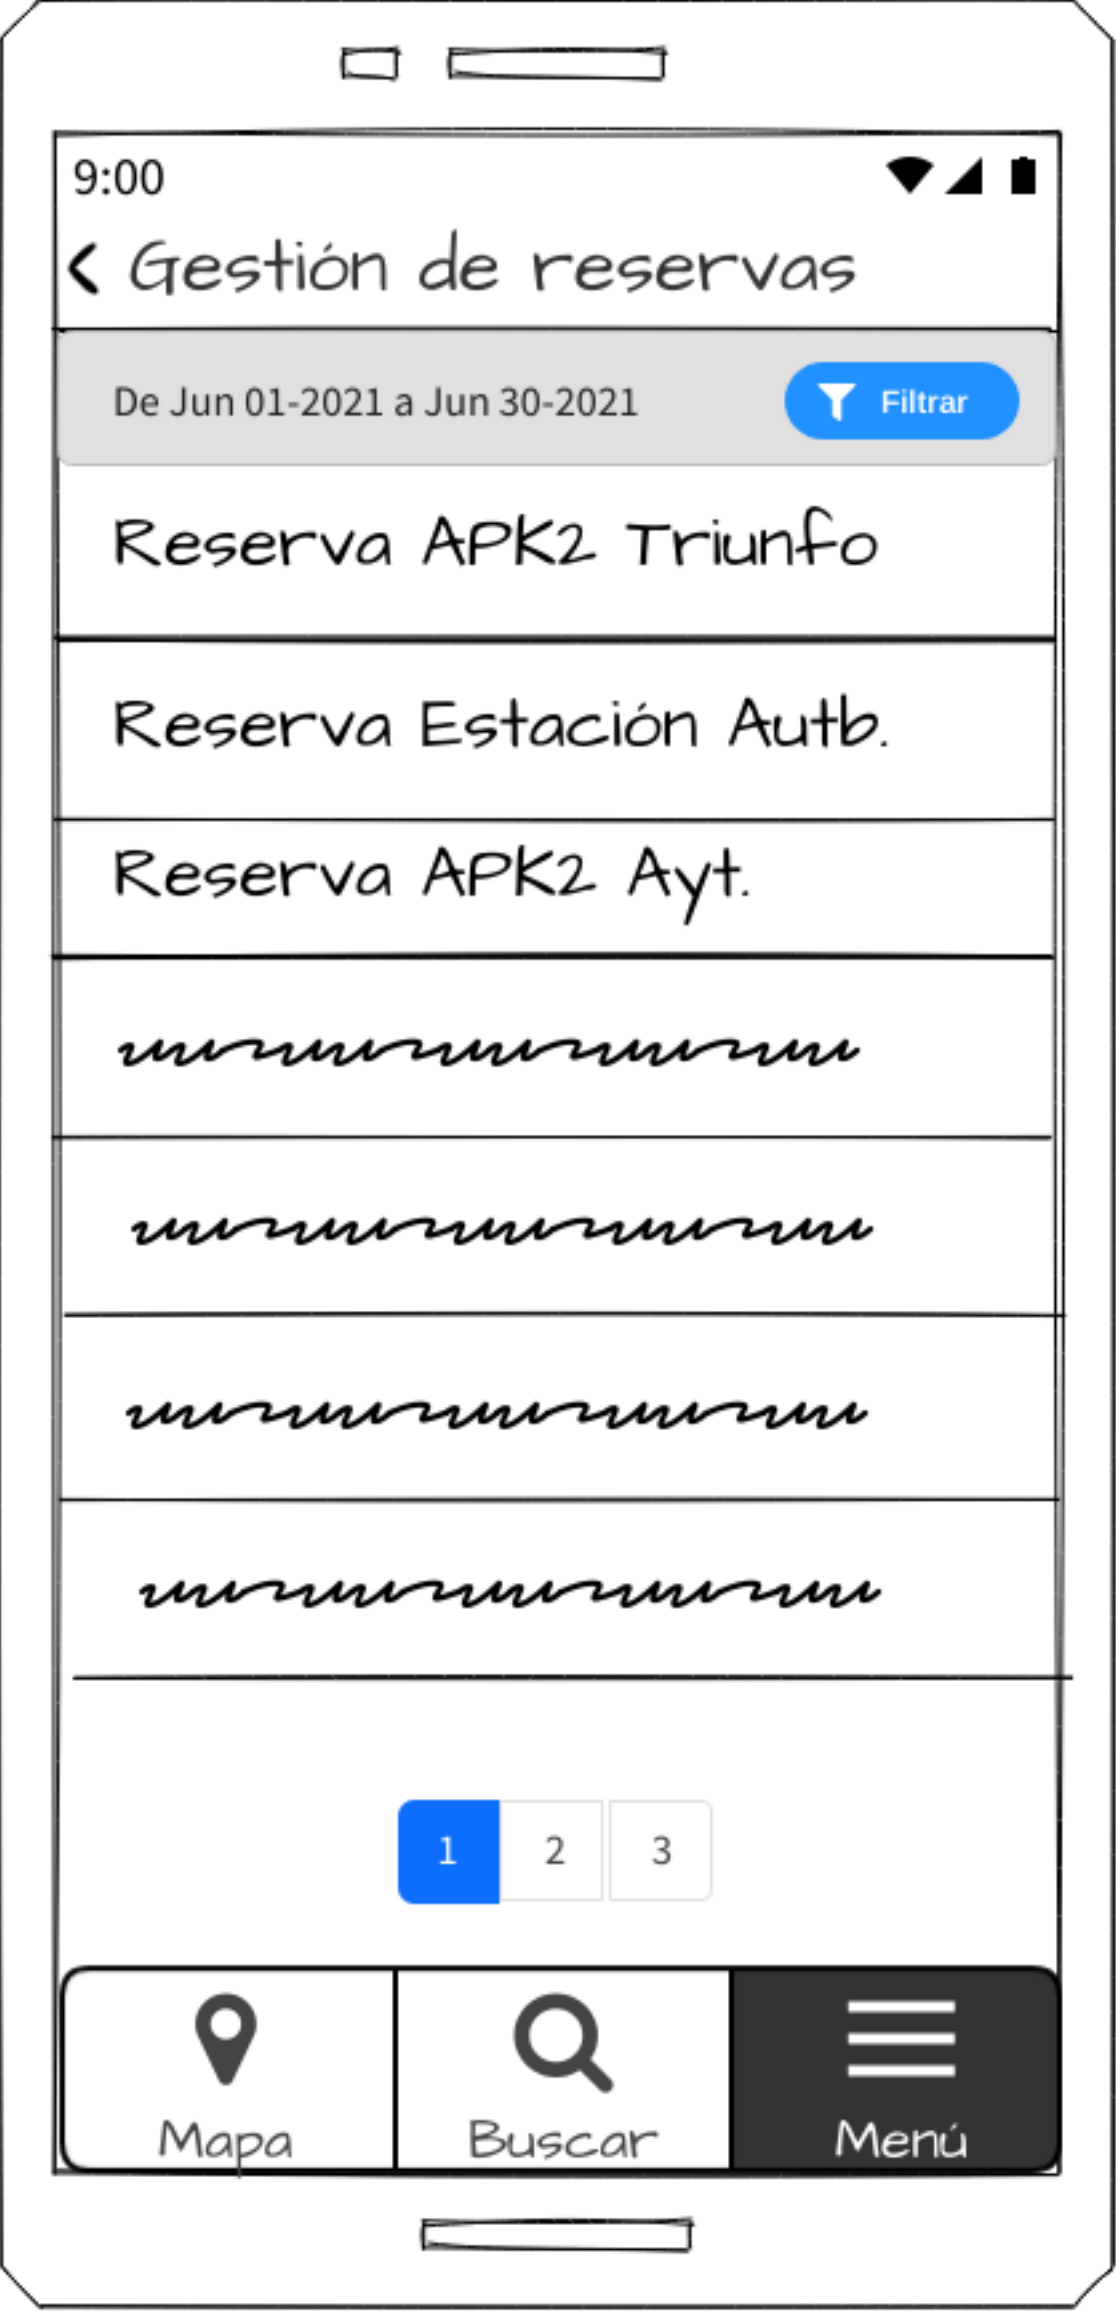 9:00
Gestión de reservas
De Jun 01-2021 a Jun 30-2021
Filtrar
Reserva APK2 Triunfo
Reserva Estación Autb.
Reserva APK2 Ayt.
1 2 3
Mapa Buscar Menú